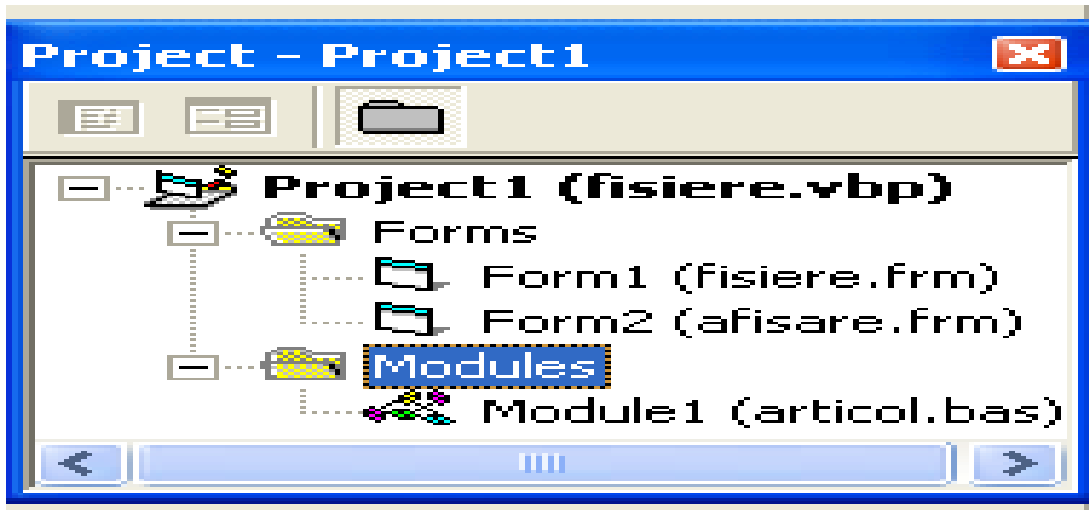 Project - Project1
Project1 (fisiere.vbp)
Forms
Form1 (fisiere.frm)
Form2 (afisare.frm)
Modules
Module1 (articol.bas)